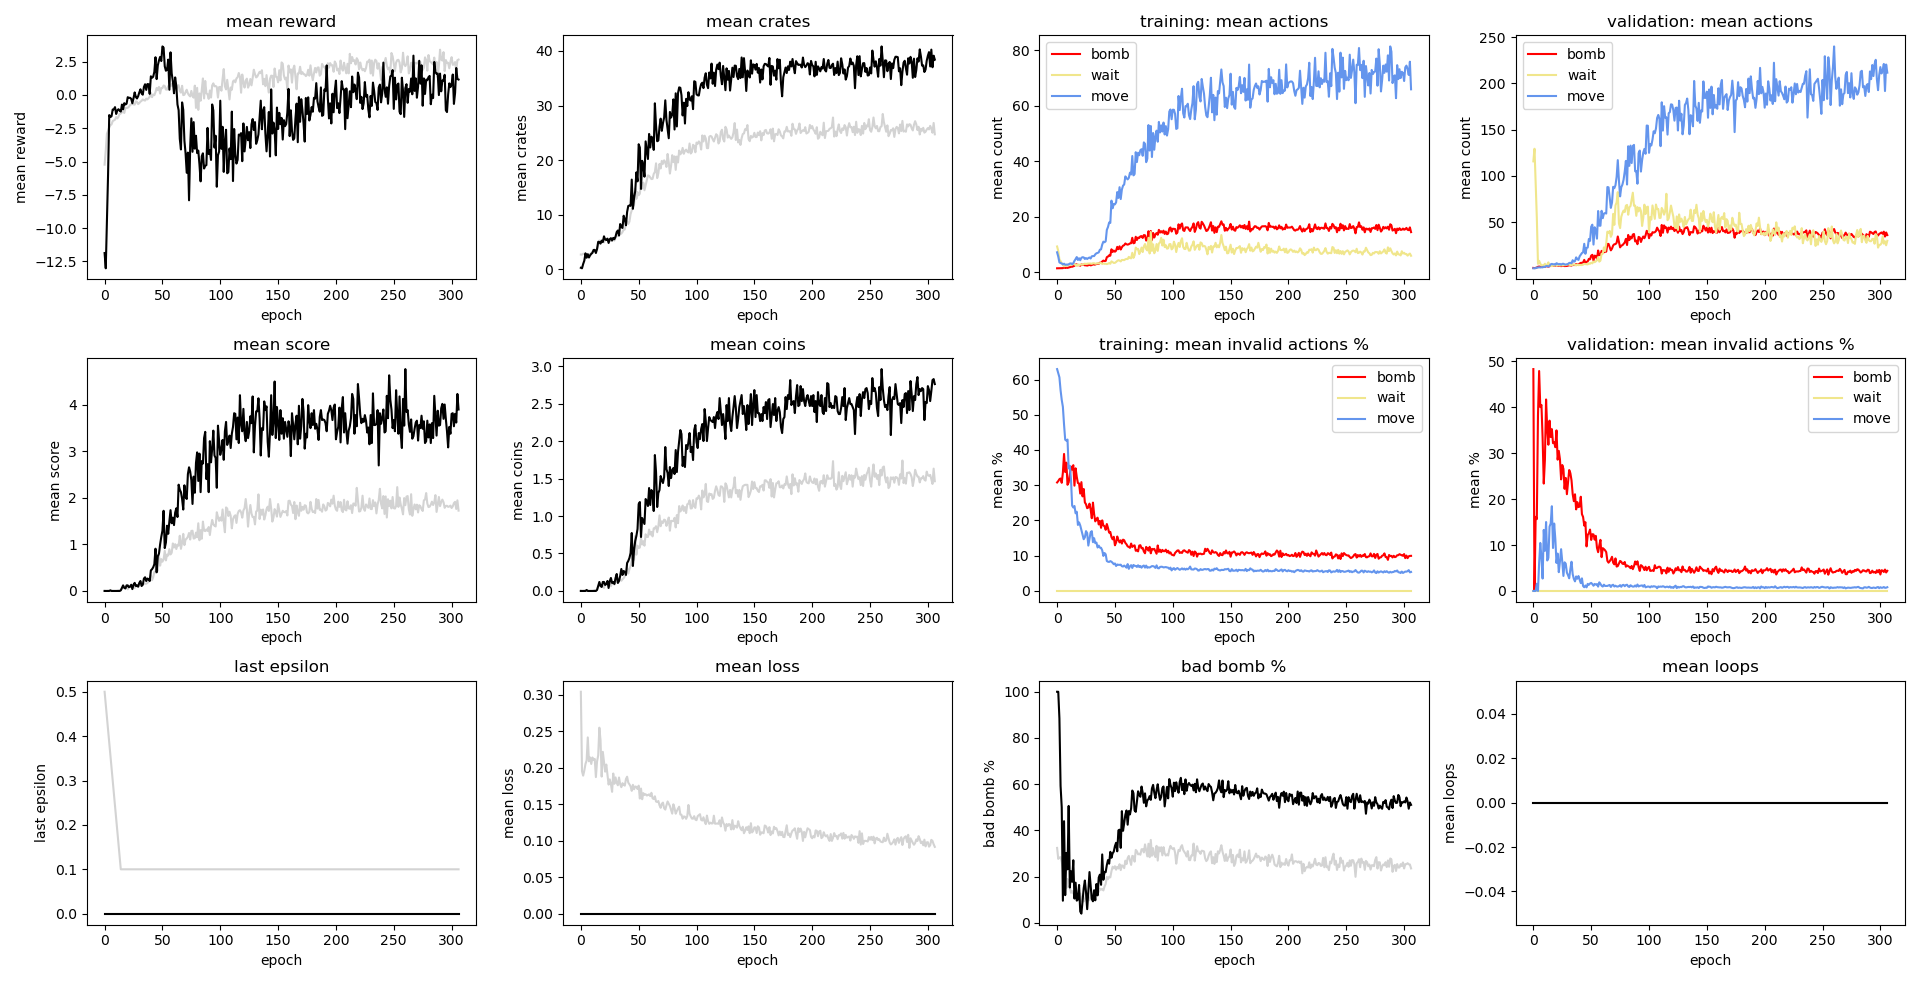 mean reward
mean reward
2.5
0.0
−2.5
−5.0
−7.5
−10.0
−12.5
0 50 100 150 200 250 300
epoch
mean crates
mean crates
40
30
20
10
0
0 50 100 150 200 250 300
epoch
training: mean actions
mean count
80
60
40
20
0
bomb
wait
move
0 50 100 150 200 250 300
epoch
validation: mean actions
mean count
250
200
150
100
50
0
bomb
wait
move
0 50 100 150 200 250 300
epoch
mean score
mean score
4
3
2
1
0
0 50 100 150 200 250 300
epoch
mean coins
mean coins
3.0
2.5
2.0
1.5
1.0
0.5
0.0
0 50 100 150 200 250 300
epoch
training: mean invalid actions %
mean %
60
50
40
30
20
10
0
bomb
wait
move
0 50 100 150 200 250 300
epoch
validation: mean invalid actions %
mean %
50
40
30
20
10
0
bomb
wait
move
0 50 100 150 200 250 300
epoch
last epsilon
last epsilon
0.5
0.4
0.3
0.2
0.1
0.0
0 50 100 150 200 250 300
epoch
mean loss
mean loss
0.30
0.25
0.20
0.15
0.10
0.05
0.00
0 50 100 150 200 250 300
epoch
bad bomb %
bad bomb %
100
80
60
40
20
0
0 50 100 150 200 250 300
epoch
mean loops
mean loops
0.04
0.02
0.00
−0.02
−0.04
0 50 100 150 200 250 300
epoch